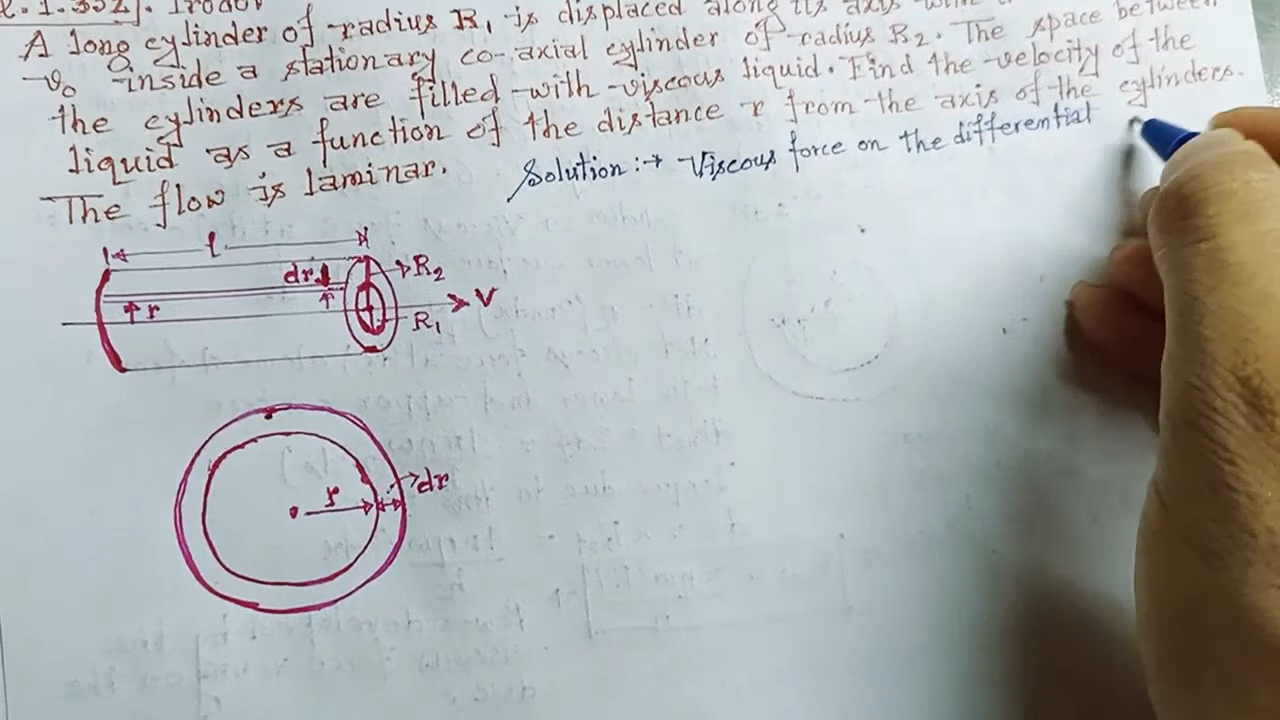 1.332]. Irodov
A long cylinder of radius R₁ is displaced along its axis with
v₀ inside a stationary co-axial cylinder of radius R₂. The space between
the cylinders are filled with viscous liquid. Find the velocity of the
liquid as a function of the distance r from the axis of the cylinders.
The flow is laminar.
Solution :→ Viscous force on the differential
l
dr
R₂
r
V
R₁
dr
r